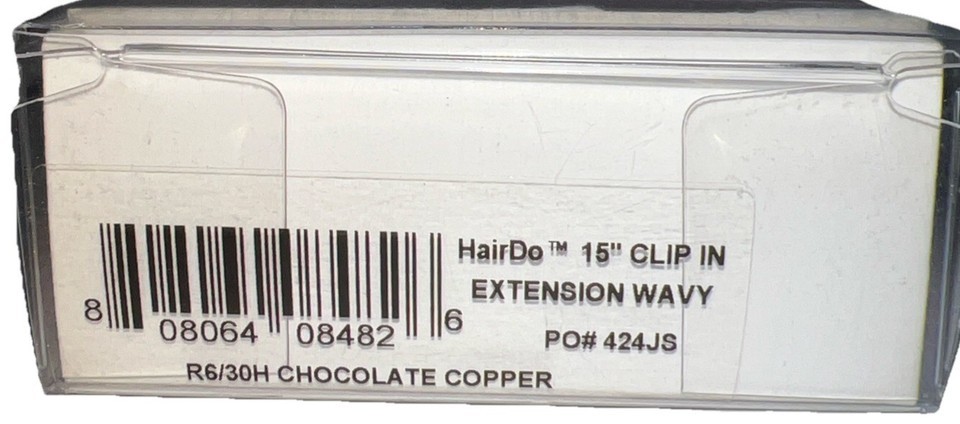 HairDo™ 15" CLIP IN
EXTENSION WAVY
PO# 424JS
8 08064 08482 6
R6/30H CHOCOLATE COPPER